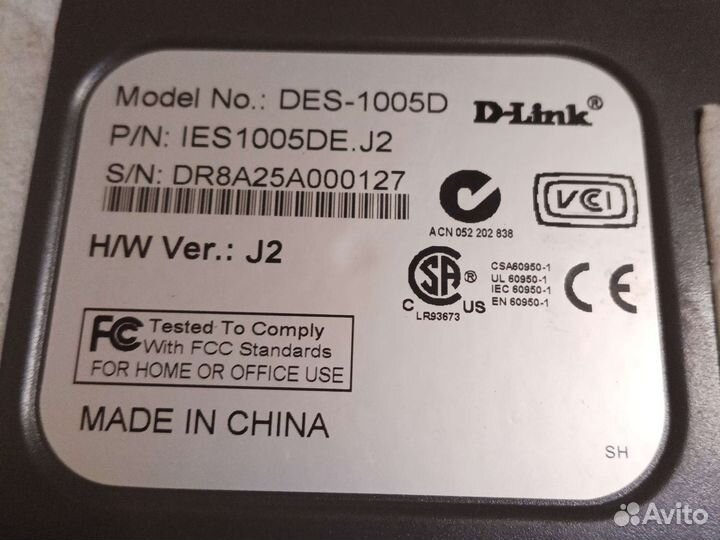 Model No.: DES-1005D
D-Link®
P/N: IES1005DE.J2
S/N: DR8A25A000127
ACN 052 202 838
VCI
H/W Ver.: J2
CSA60950-1
UL 60950-1
IEC 60950-1
EN 60950-1
SA ®
C US
LR93673
CE
FC Tested To Comply
With FCC Standards
FOR HOME OR OFFICE USE
MADE IN CHINA
SH
Avito